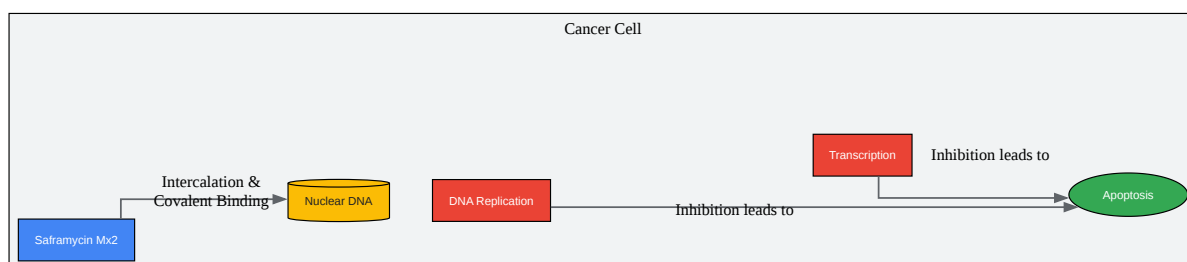 Cancer Cell
Transcription
Inhibition leads to
Intercalation &
Covalent Binding
Nuclear DNA
DNA Replication
Inhibition leads to
Apoptosis
Saframycin Mx2